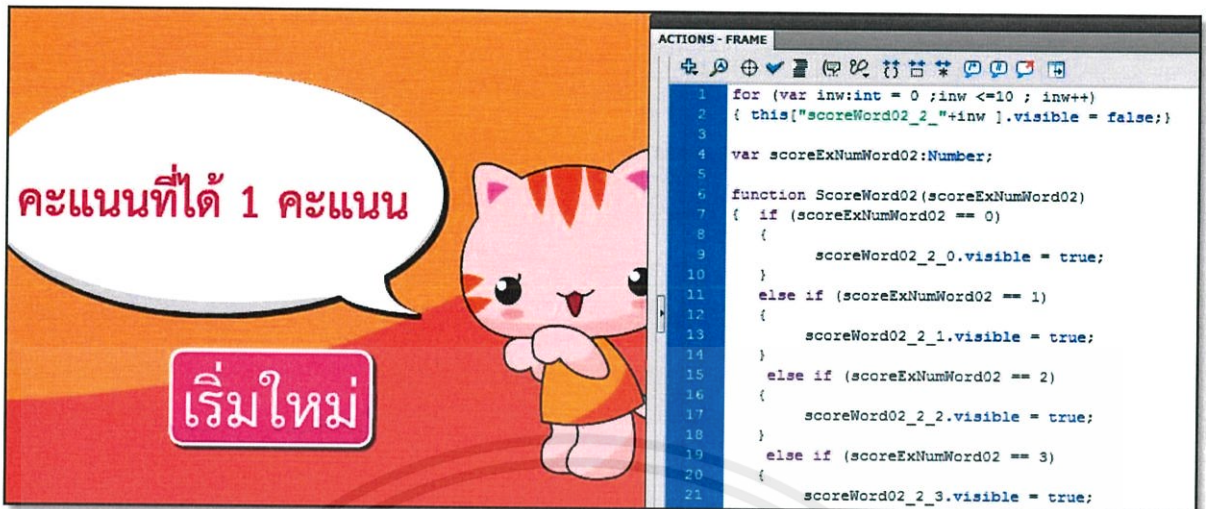 คะแนนที่ได้ 1 คะแนน
เริ่มใหม่
ACTIONS - FRAME
1 for (var inw:int = 0 ;inw <=10 ; inw++)
2 { this["scoreWord02_2_"+inw ].visible = false;}
3
4 var scoreExNumWord02:Number;
5
6 function ScoreWord02(scoreExNumWord02)
7 { if (scoreExNumWord02 == 0)
8 {
9 scoreWord02_2_0.visible = true;
10 }
11 else if (scoreExNumWord02 == 1)
12 {
13 scoreWord02_2_1.visible = true;
14 }
15 else if (scoreExNumWord02 == 2)
16 {
17 scoreWord02_2_2.visible = true;
18 }
19 else if (scoreExNumWord02 == 3)
20 {
21 scoreWord02_2_3.visible = true;